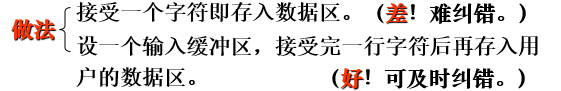 接受一个字符即存入数据区。（差！难纠错。）
做法
设一个输入缓冲区，接受完一行字符后再存入用
户的数据区。（好！可及时纠错。）